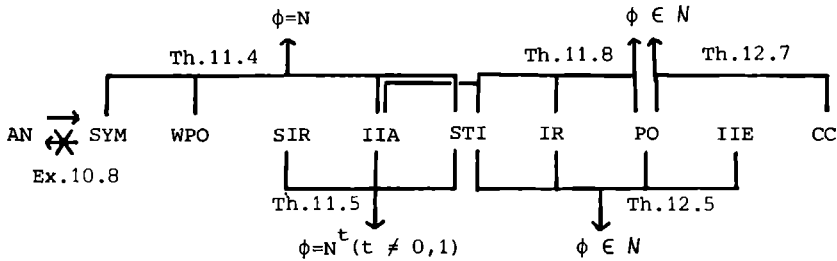 ϕ=N ϕ ∈ N
Th.11.4 Th.11.8 Th.12.7
AN SYM WPO SIR IIA STI IR PO IIE CC
Ex.10.8
Th.11.5 Th.12.5
ϕ=Nᵗ(t ≠ 0,1) ϕ ∈ N